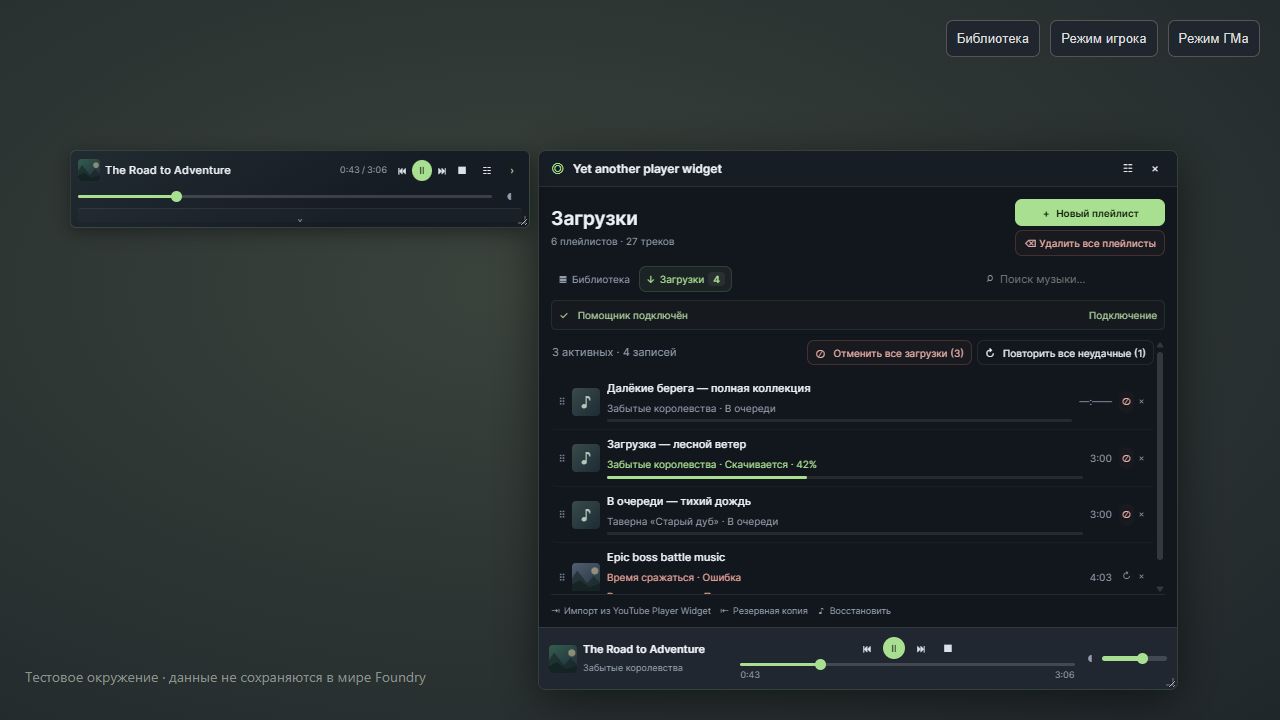 Библиотека
Режим игрока
Режим ГМа
The Road to Adventure
0:43 / 3:06
Yet another player widget
Загрузки
6 плейлистов · 27 треков
+ Новый плейлист
Удалить все плейлисты
Библиотека
Загрузки 4
Поиск музыки...
Помощник подключён
Подключение
3 активных · 4 записей
Отменить все загрузки (3)
Повторить все неудачные (1)
Далёкие берега — полная коллекция
Забытые королевства · В очереди
—:——
Загрузка — лесной ветер
Забытые королевства · Скачивается · 42%
3:00
В очереди — тихий дождь
Таверна «Старый дуб» · В очереди
3:00
Epic boss battle music
Время сражаться · Ошибка
4:03
Импорт из YouTube Player Widget
Резервная копия
Восстановить
The Road to Adventure
Забытые королевства
0:43
3:06
Тестовое окружение · данные не сохраняются в мире Foundry